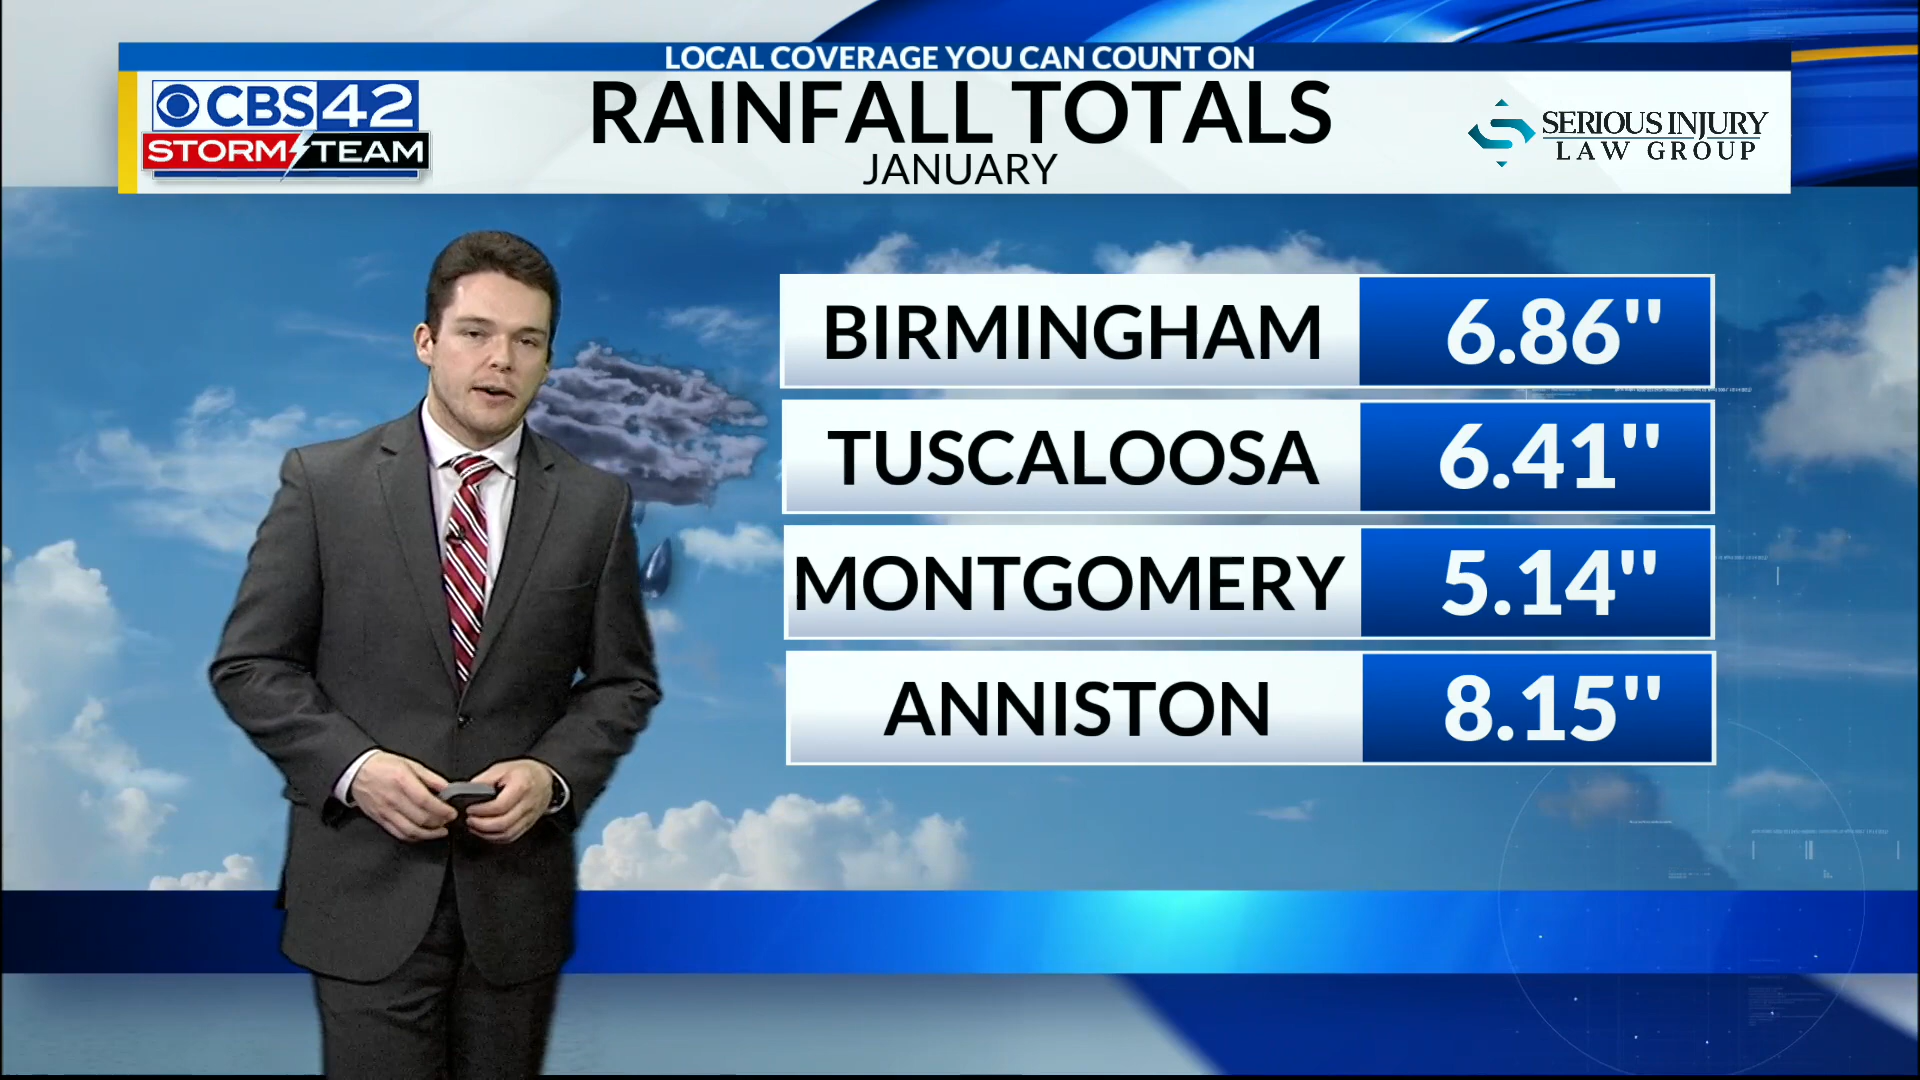 LOCAL COVERAGE YOU CAN COUNT ON
CBS42
STORM TEAM
RAINFALL TOTALS
JANUARY
SERIOUS INJURY
LAW GROUP
BIRMINGHAM 6.86"
TUSCALOOSA 6.41"
MONTGOMERY 5.14"
ANNISTON 8.15"